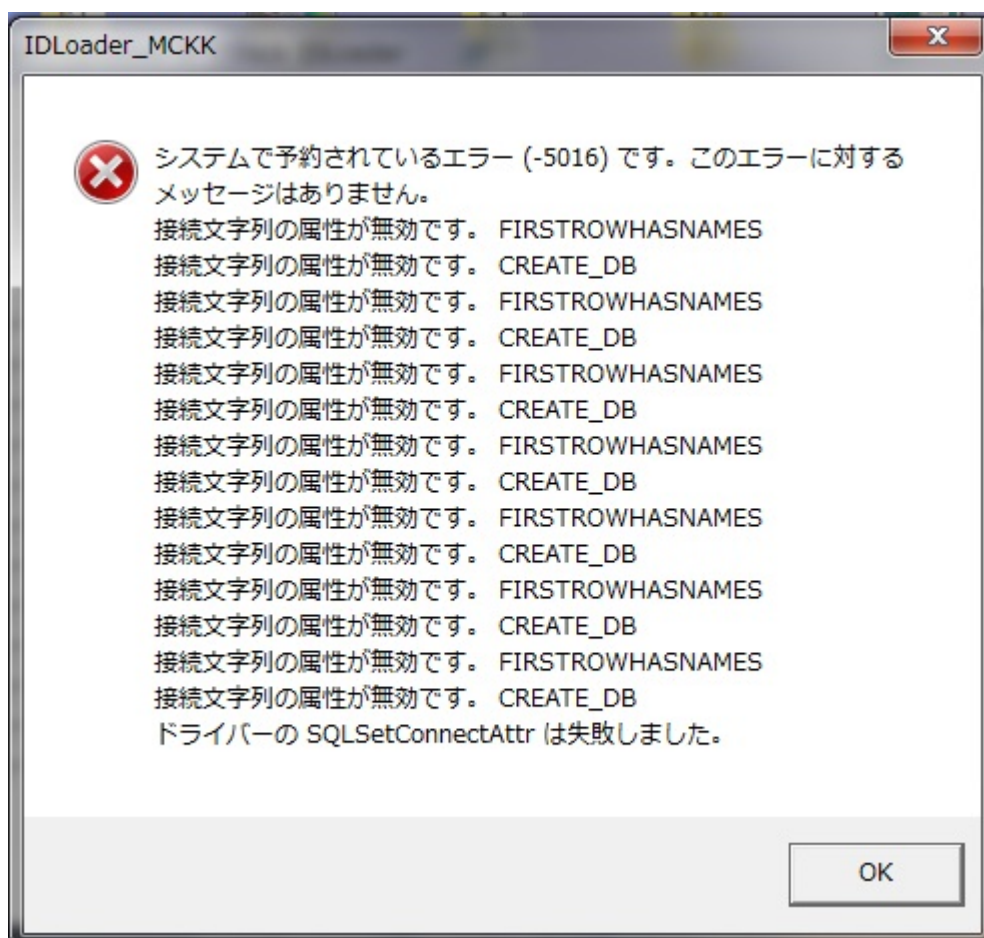 IDLoader_MCKK
システムで予約されているエラー (-5016) です。このエラーに対する
メッセージはありません。
接続文字列の属性が無効です。 FIRSTROWHASNAMES
接続文字列の属性が無効です。 CREATE_DB
接続文字列の属性が無効です。 FIRSTROWHASNAMES
接続文字列の属性が無効です。 CREATE_DB
接続文字列の属性が無効です。 FIRSTROWHASNAMES
接続文字列の属性が無効です。 CREATE_DB
接続文字列の属性が無効です。 FIRSTROWHASNAMES
接続文字列の属性が無効です。 CREATE_DB
接続文字列の属性が無効です。 FIRSTROWHASNAMES
接続文字列の属性が無効です。 CREATE_DB
接続文字列の属性が無効です。 FIRSTROWHASNAMES
接続文字列の属性が無効です。 CREATE_DB
接続文字列の属性が無効です。 FIRSTROWHASNAMES
接続文字列の属性が無効です。 CREATE_DB
ドライバーの SQLSetConnectAttr は失敗しました。
OK